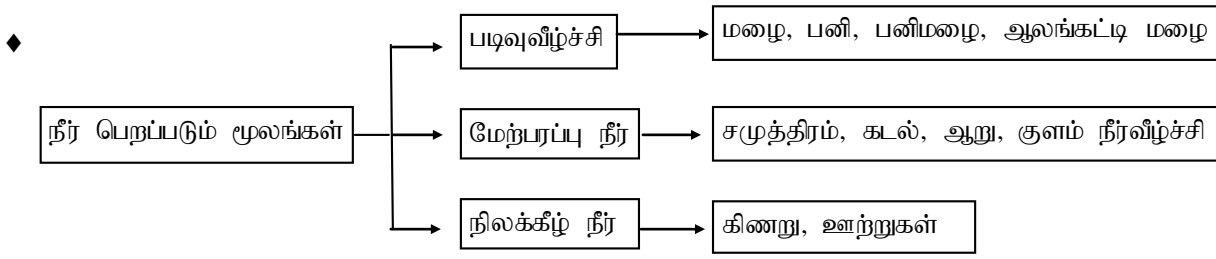 படிவுவீழ்ச்சி
மழை, பனி, பனிமழை, ஆலங்கட்டி மழை
நீர் பெறப்படும் மூலங்கள்
மேற்பரப்பு நீர்
சமுத்திரம், கடல், ஆறு, குளம் நீர்வீழ்ச்சி
நிலக்கீழ் நீர்
கிணறு, ஊற்றுகள்